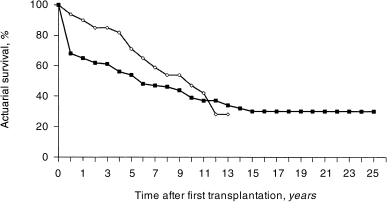 Actuarial survival, %
100
80
60
40
20
0
0 1 3 5 7 9 11 13 15 17 19 21 23 25
Time after first transplantation, years